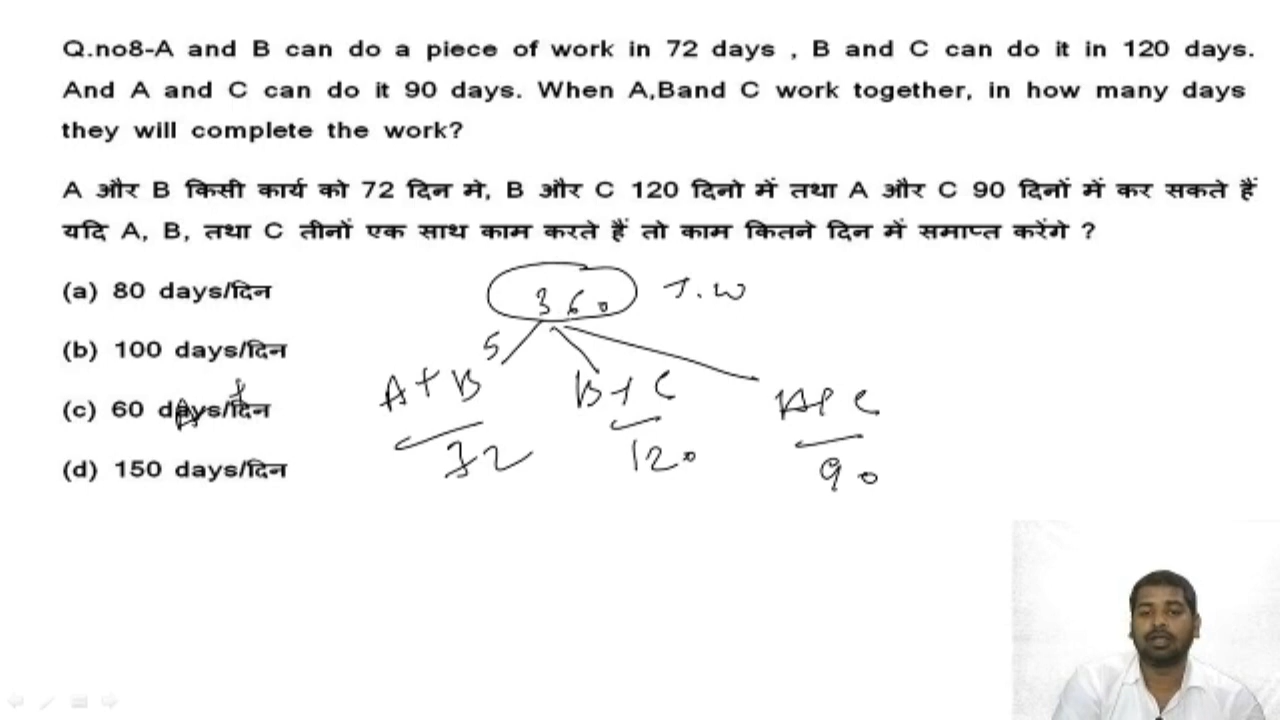 Q.no8-A and B can do a piece of work in 72 days , B and C can do it in 120 days.
And A and C can do it 90 days. When A,Band C work together, in how many days
they will complete the work?
A और B किसी कार्य को 72 दिन मे, B और C 120 दिनो में तथा A और C 90 दिनों में कर सकते हैं
यदि A, B, तथा C तीनों एक साथ काम करते हैं तो काम कितने दिन में समाप्त करेंगे ?
(a) 80 days/दिन
360 T.W
(b) 100 days/दिन
5
A+B B+C A+C
(c) 60 days/दिन
A +
72 120 90
(d) 150 days/दिन